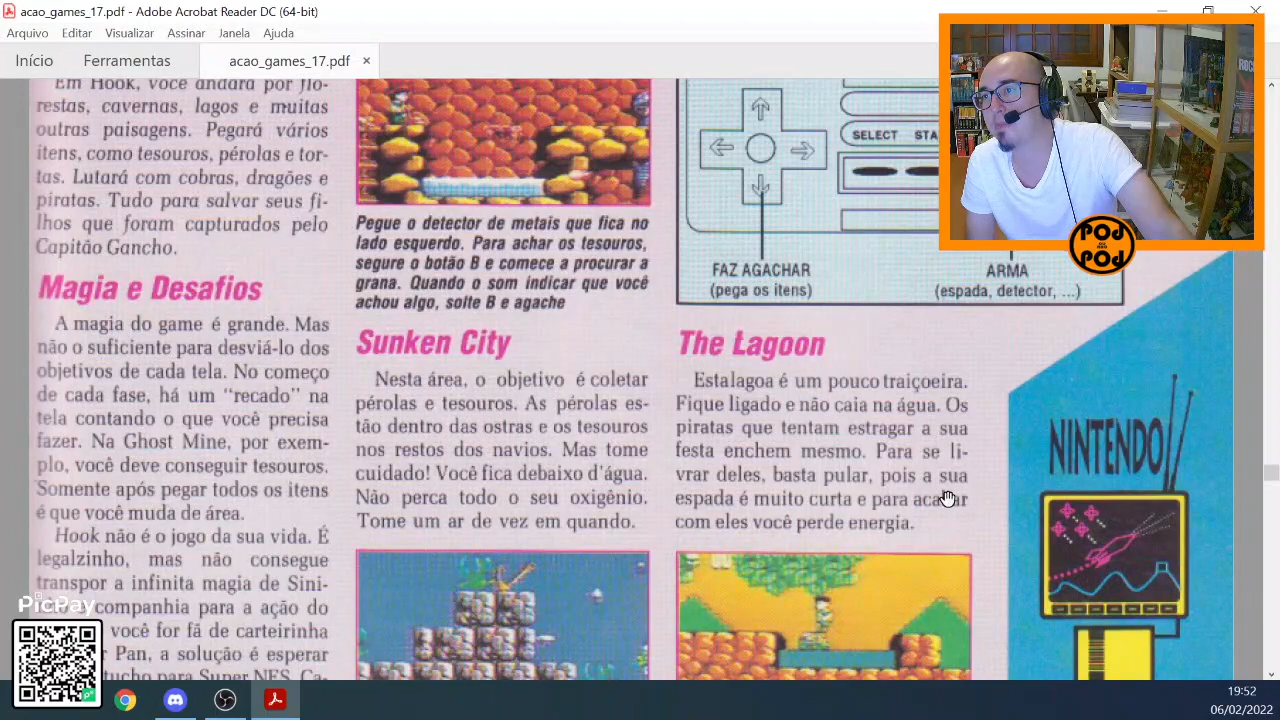 acao_games_17.pdf - Adobe Acrobat Reader DC (64-bit)
Arquivo Editar Visualizar Assinar Janela Ajuda
Início Ferramentas acao_games_17.pdf ×
Em Hook, você andará por flo-
restas, cavernas, lagos e muitas
outras paisagens. Pegará vários
itens, como tesouros, pérolas e tor-
tas. Lutará com cobras, dragões e
piratas. Tudo para salvar seus fi-
lhos que foram capturados pelo
Capitão Gancho.
Magia e Desafios
A magia do game é grande. Mas
não o suficiente para desviá-lo dos
objetivos de cada tela. No começo
de cada fase, há um "recado" na
tela contando o que você precisa
fazer. Na Ghost Mine, por exem-
plo, você deve conseguir tesouros.
Somente após pegar todos os itens
é que você muda de área.
Hook não é o jogo da sua vida. É
legalzinho, mas não consegue
transpor a infinita magia de Sini-
companhia para a ação do
você for fã de carteirinha
Pan, a solução é esperar
para Super NES. Ca-
Pegue o detector de metais que fica no
lado esquerdo. Para achar os tesouros,
segure o botão B e comece a procurar a
grana. Quando o som indicar que você
achou algo, solte B e agache
Sunken City
Nesta área, o objetivo é coletar
pérolas e tesouros. As pérolas es-
tão dentro das ostras e os tesouros
nos restos dos navios. Mas tome
cuidado! Você fica debaixo d'água.
Não perca todo o seu oxigênio.
Tome um ar de vez em quando.
SELECT STA
FAZ AGACHAR
(pega os itens)
ARMA
(espada, detector, ...)
The Lagoon
Esta lagoa é um pouco traiçoeira.
Fique ligado e não caia na água. Os
piratas que tentam estragar a sua
festa enchem mesmo. Para se li-
vrar deles, basta pular, pois a sua
espada é muito curta e para acabar
com eles você perde energia.
NINTENDO
POD
OU NÃO
POD
PicPay
19:52
06/02/2022